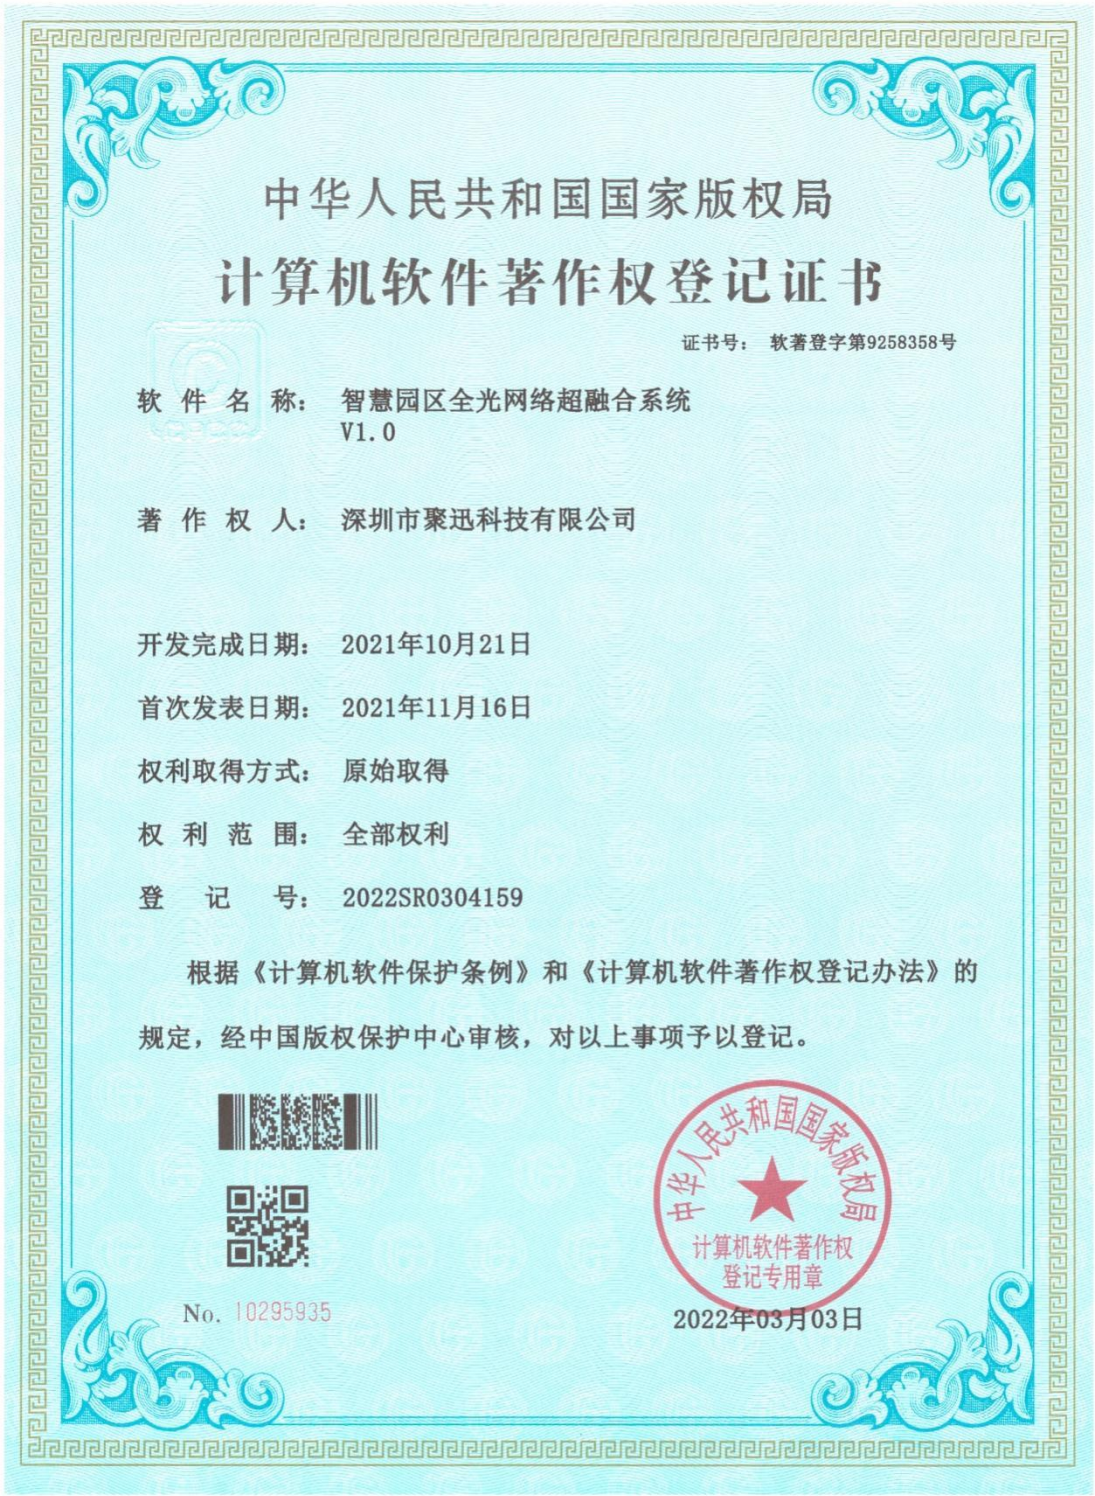 中华人民共和国国家版权局
计算机软件著作权登记证书
证书号： 软著登字第9258358号
软件名称： 智慧园区全光网络超融合系统
V1.0
著作权人： 深圳市聚迅科技有限公司
开发完成日期： 2021年10月21日
首次发表日期： 2021年11月16日
权利取得方式： 原始取得
权利范围： 全部权利
登记号： 2022SR0304159
根据《计算机软件保护条例》和《计算机软件著作权登记办法》的
规定，经中国版权保护中心审核，对以上事项予以登记。
中华人民共和国国家版权局
计算机软件著作权
登记专用章
No. 10295935
2022年03月03日